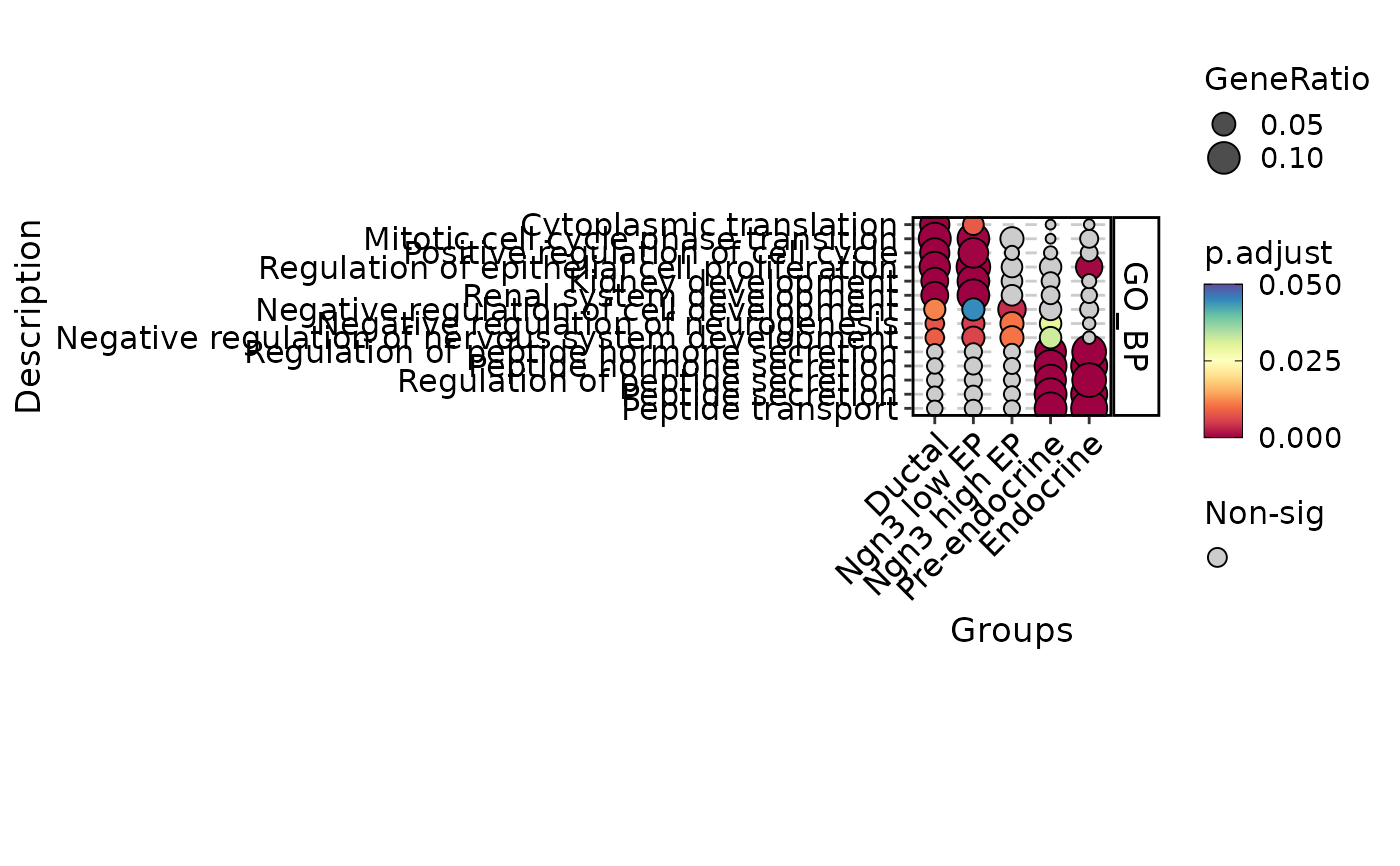 GeneRatio
0.05
0.10
p.adjust
0.050
0.025
0.000
Non-sig
Description
Cytoplasmic translation
Mitotic cell cycle phase transition
Positive regulation of cell cycle
Regulation of epithelial cell proliferation
Kidney development
Renal system development
Negative regulation of cell development
Negative regulation of neurogenesis
Negative regulation of nervous system development
Regulation of peptide hormone secretion
Peptide hormone secretion
Regulation of peptide secretion
Peptide secretion
Peptide transport
GO_BP
Ductal
Ngn3 low EP
Ngn3 high EP
Pre-endocrine
Endocrine
Groups